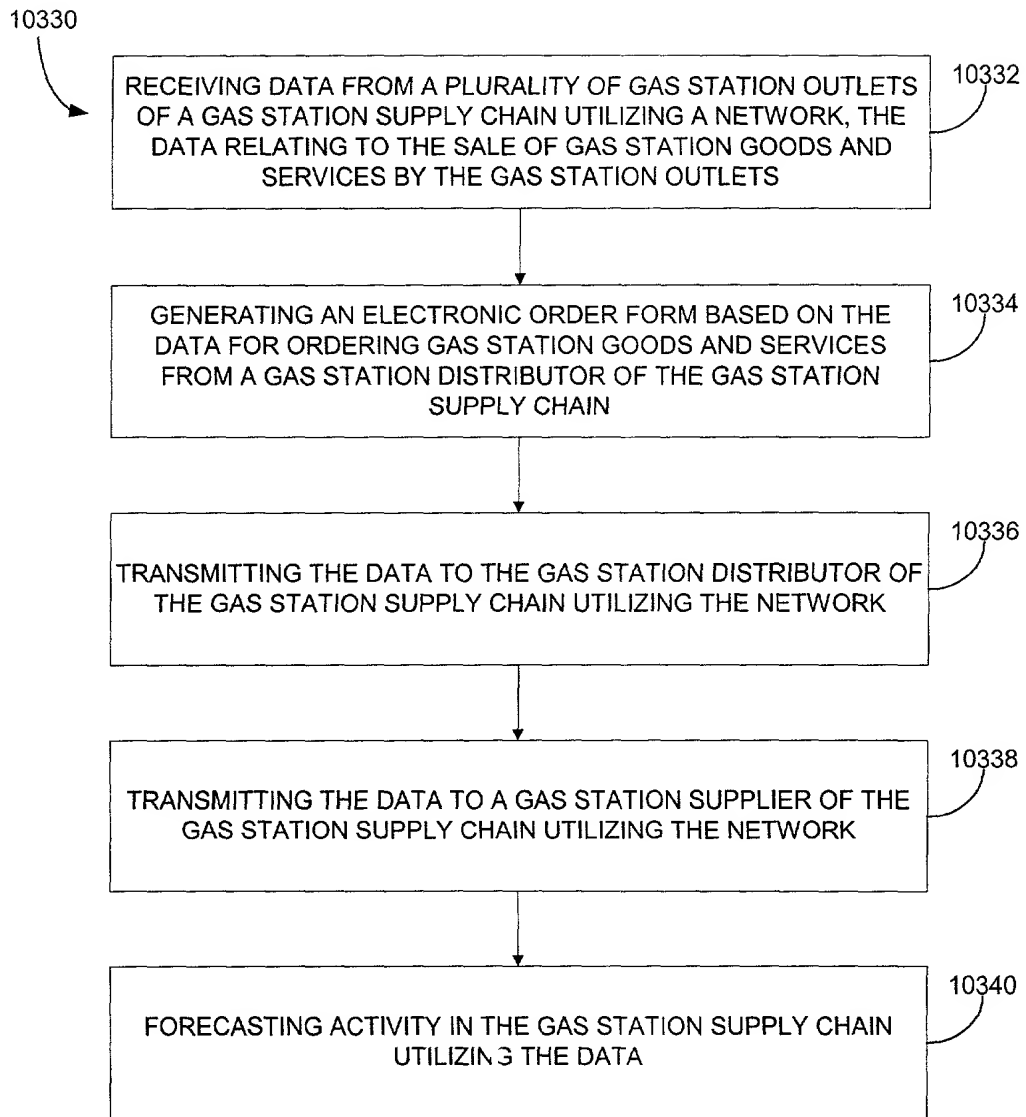 10330
RECEIVING DATA FROM A PLURALITY OF GAS STATION OUTLETS
OF A GAS STATION SUPPLY CHAIN UTILIZING A NETWORK, THE
DATA RELATING TO THE SALE OF GAS STATION GOODS AND
SERVICES BY THE GAS STATION OUTLETS
10332
GENERATING AN ELECTRONIC ORDER FORM BASED ON THE
DATA FOR ORDERING GAS STATION GOODS AND SERVICES
FROM A GAS STATION DISTRIBUTOR OF THE GAS STATION
SUPPLY CHAIN
10334
TRANSMITTING THE DATA TO THE GAS STATION DISTRIBUTOR OF
THE GAS STATION SUPPLY CHAIN UTILIZING THE NETWORK
10336
TRANSMITTING THE DATA TO A GAS STATION SUPPLIER OF THE
GAS STATION SUPPLY CHAIN UTILIZING THE NETWORK
10338
FORECASTING ACTIVITY IN THE GAS STATION SUPPLY CHAIN
UTILIZING THE DATA
10340